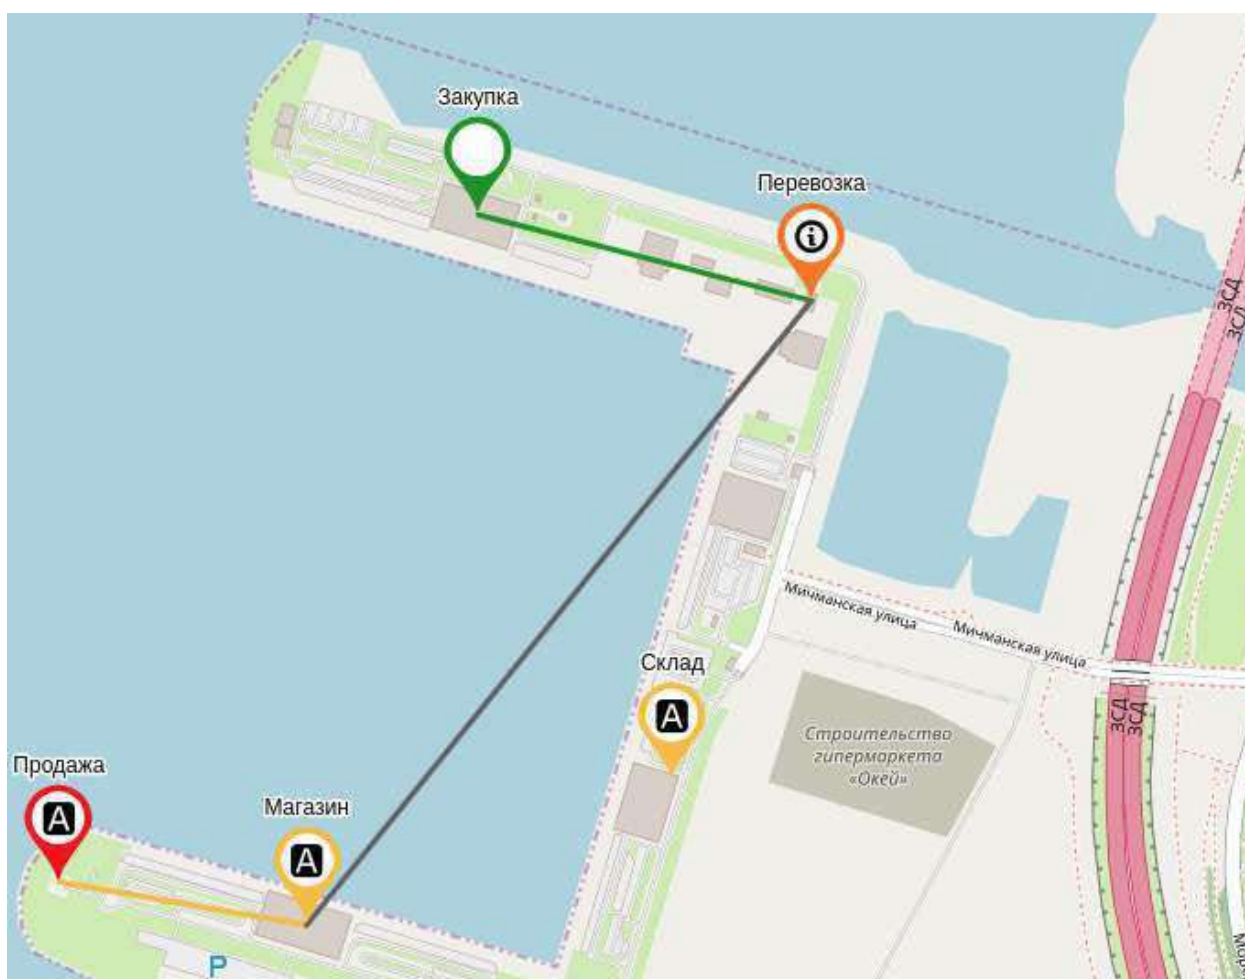 Закупка
Перевозка
ЗСД
ЗСД
Мичманская улица
Мичманская улица
Склад
A
Строительство
гипермаркета
«Окей»
ЗСД
ЗСД
Продажа
A
Магазин
A
P